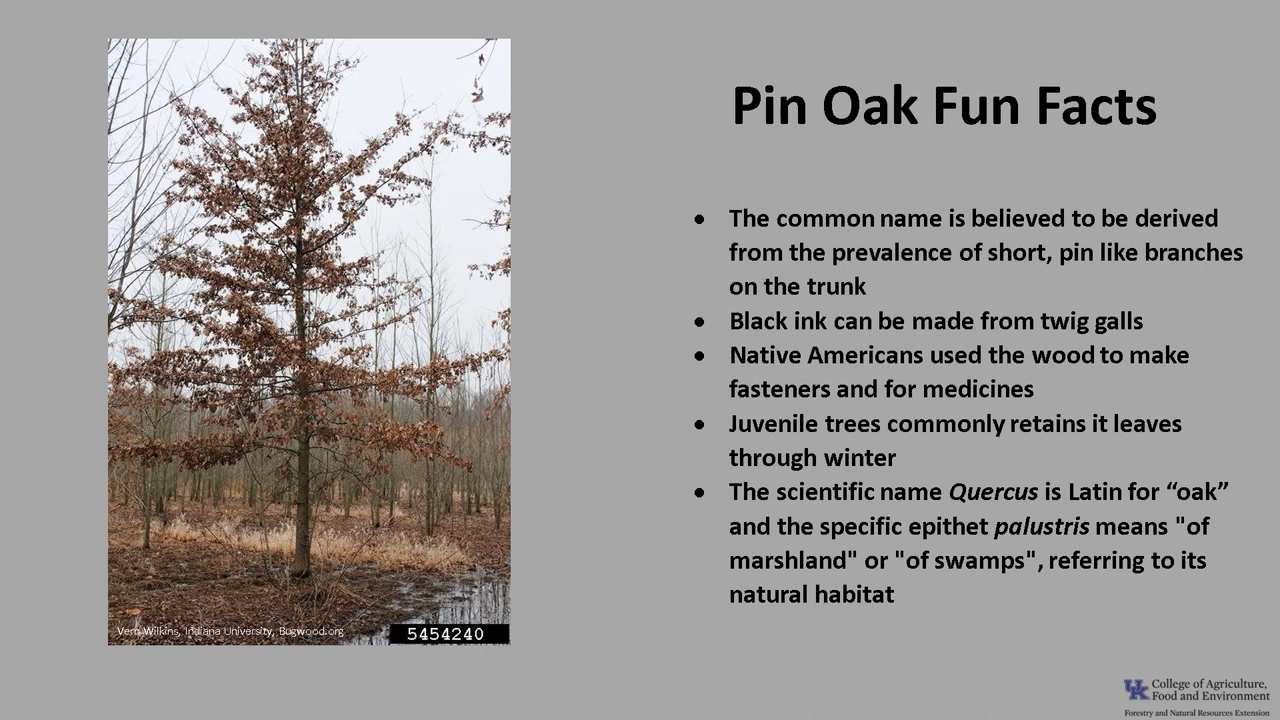 Pin Oak Fun Facts
• The common name is believed to be derived
from the prevalence of short, pin like branches
on the trunk
• Black ink can be made from twig galls
• Native Americans used the wood to make
fasteners and for medicines
• Juvenile trees commonly retains it leaves
through winter
• The scientific name Quercus is Latin for “oak”
and the specific epithet palustris means "of
marshland" or "of swamps", referring to its
natural habitat
Vern Wilkins, Indiana University, Bugwood.org
5454240
UK College of Agriculture,
Food and Environment
Forestry and Natural Resources Extension